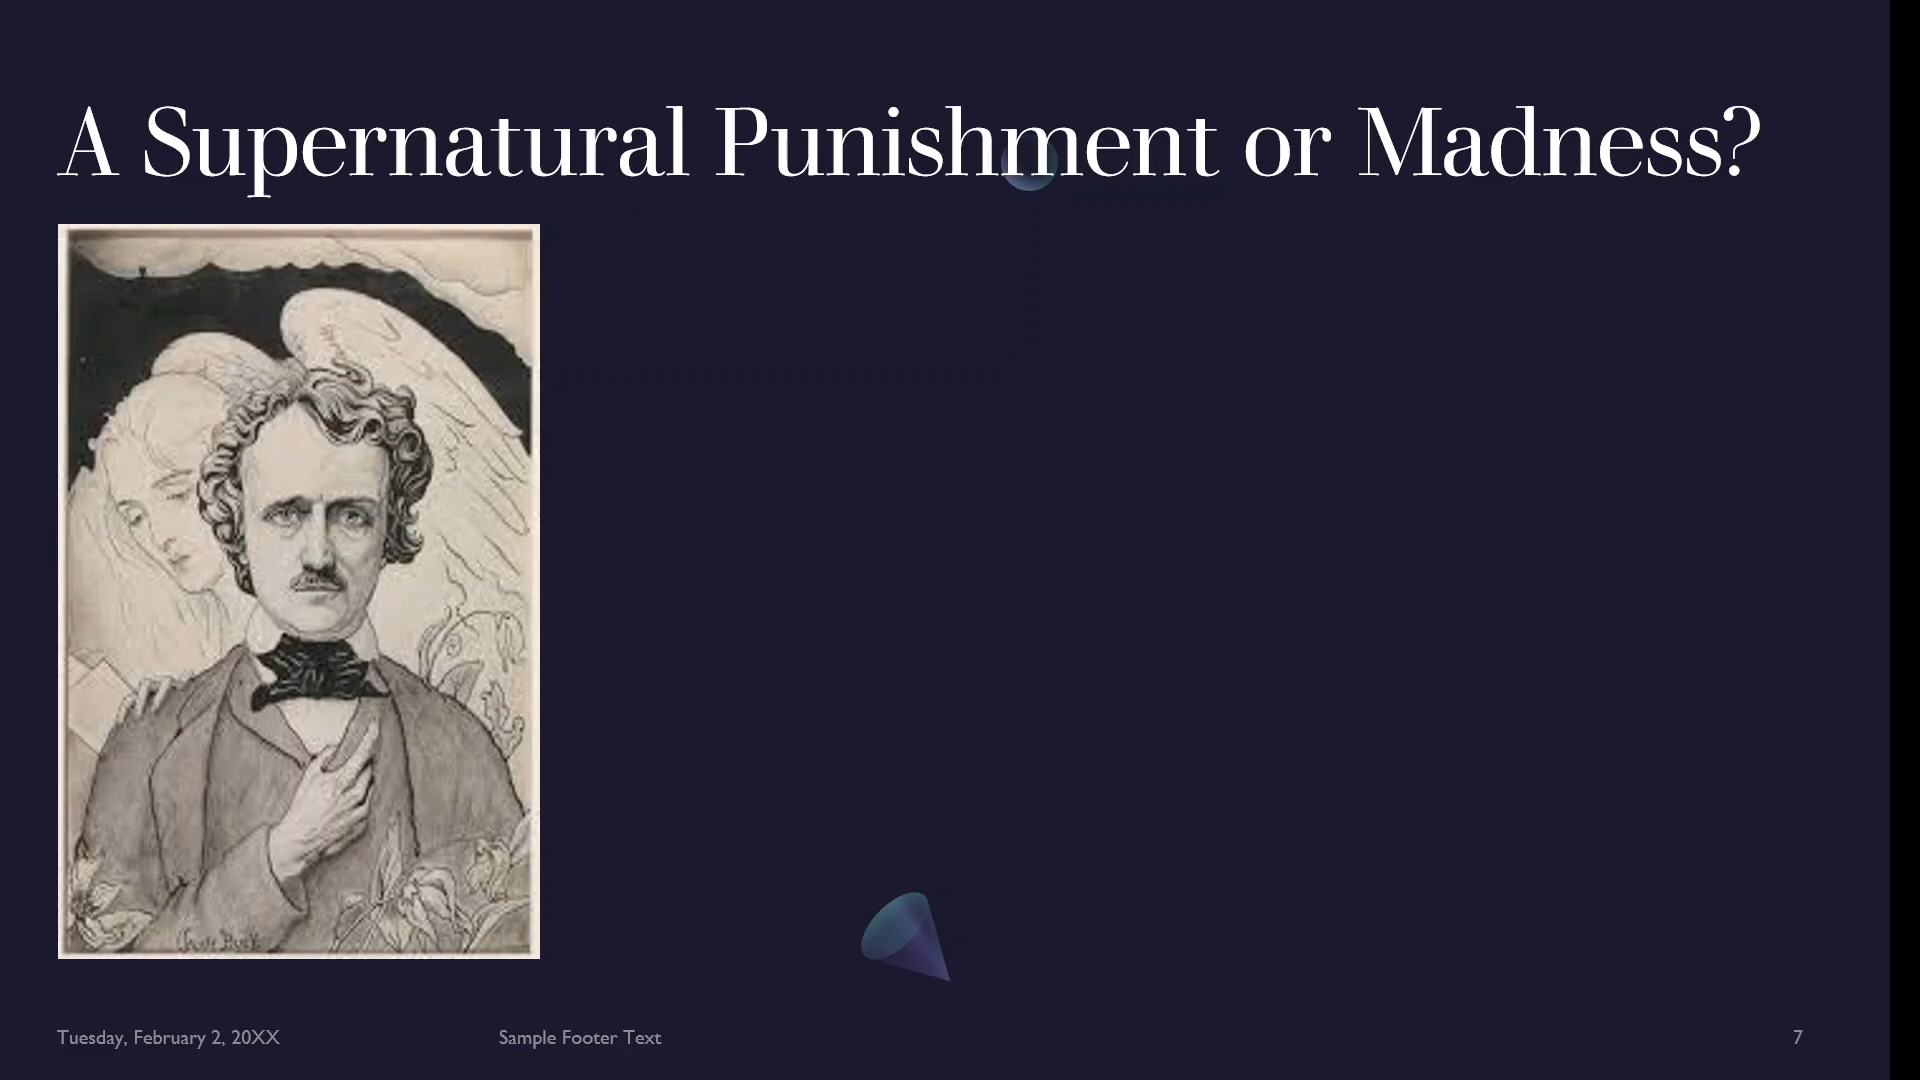 A Supernatural Punishment or Madness?
Tuesday, February 2, 20XX
Sample Footer Text
7